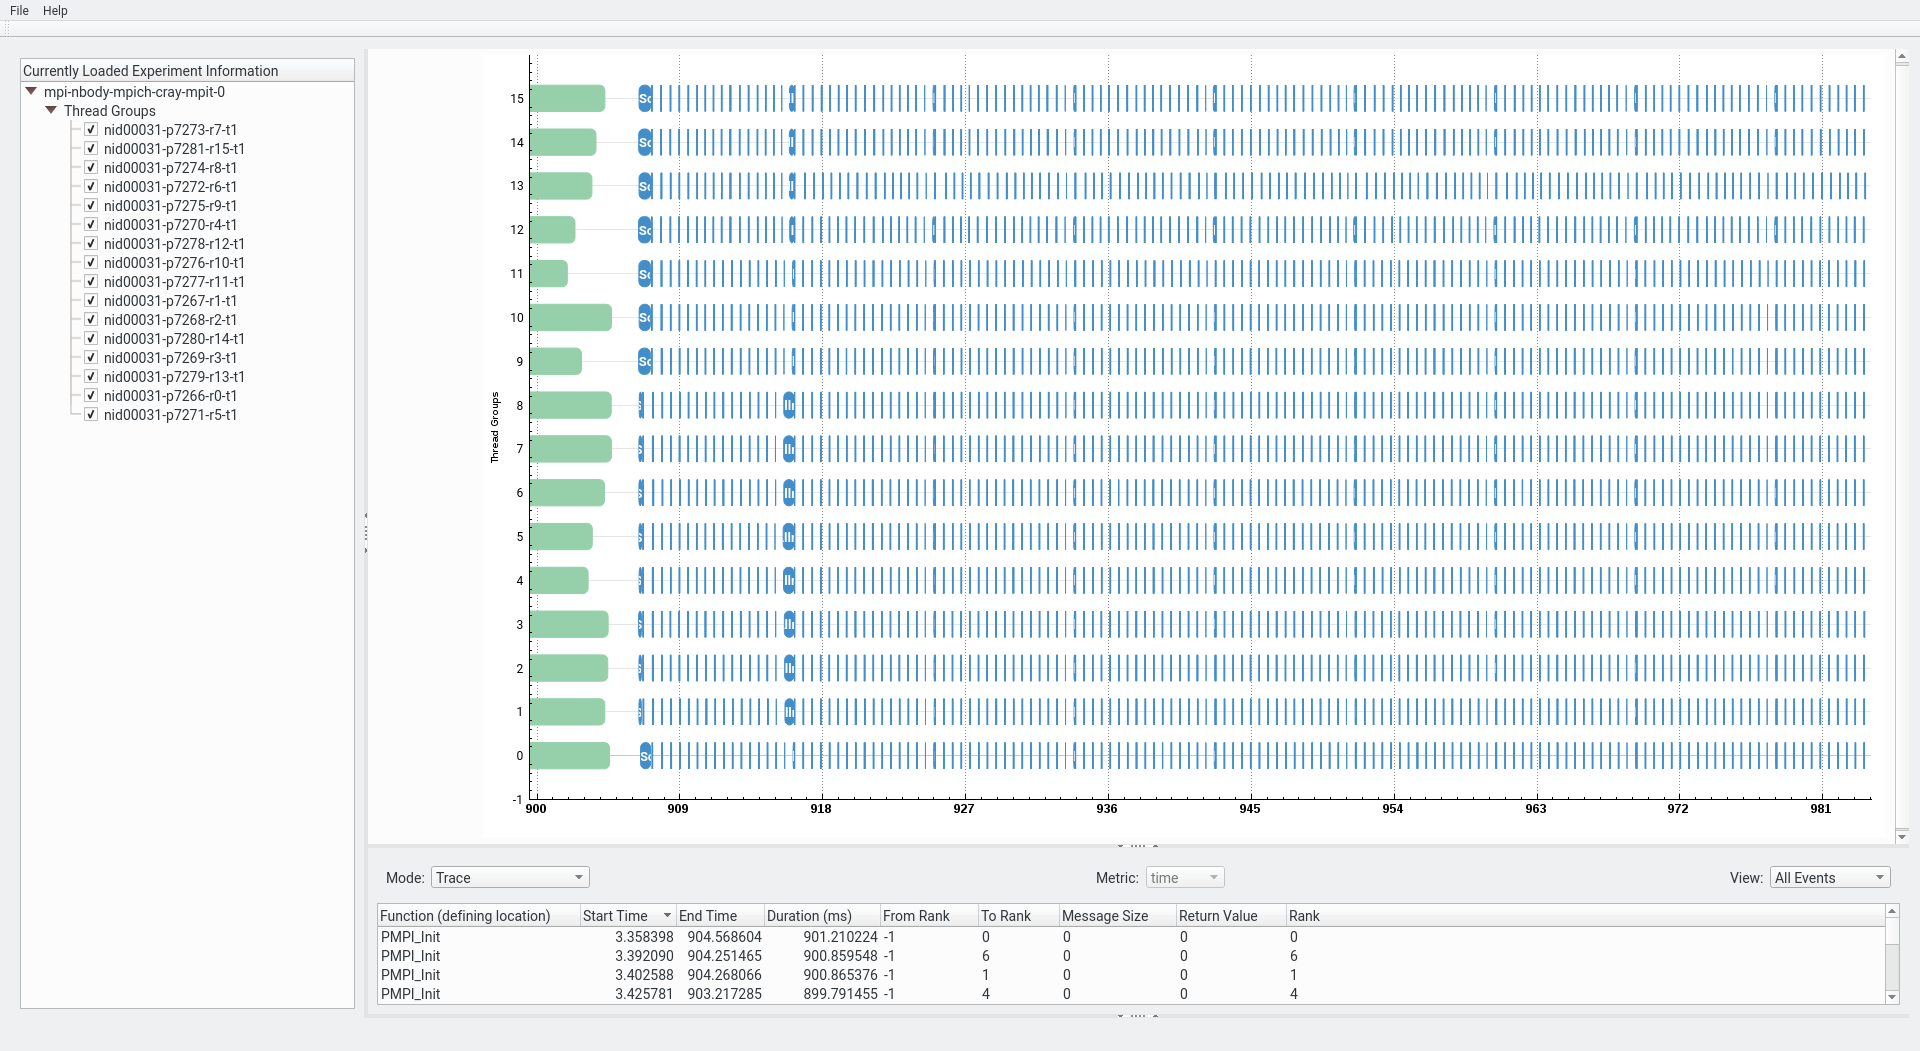 File Help
Currently Loaded Experiment Information
mpi-nbody-mpich-cray-mpit-0
Thread Groups
nid00031-p7273-r7-t1
nid00031-p7281-r15-t1
nid00031-p7274-r8-t1
nid00031-p7272-r6-t1
nid00031-p7275-r9-t1
nid00031-p7270-r4-t1
nid00031-p7278-r12-t1
nid00031-p7276-r10-t1
nid00031-p7277-r11-t1
nid00031-p7267-r1-t1
nid00031-p7268-r2-t1
nid00031-p7280-r14-t1
nid00031-p7269-r3-t1
nid00031-p7279-r13-t1
nid00031-p7266-r0-t1
nid00031-p7271-r5-t1
Thread Groups
15
14
13
12
11
10
9
8
7
6
5
4
3
2
1
0
-1
900 909 918 927 936 945 954 963 972 981
Mode: Trace Metric: time View: All Events
Function (defining location) Start Time End Time Duration (ms) From Rank To Rank Message Size Return Value Rank
PMPI_Init 3.358398 904.568604 901.210224 -1 0 0 0 0
PMPI_Init 3.392090 904.251465 900.859548 -1 6 0 0 6
PMPI_Init 3.402588 904.268066 900.865376 -1 1 0 0 1
PMPI_Init 3.425781 903.217285 899.791455 -1 4 0 0 4